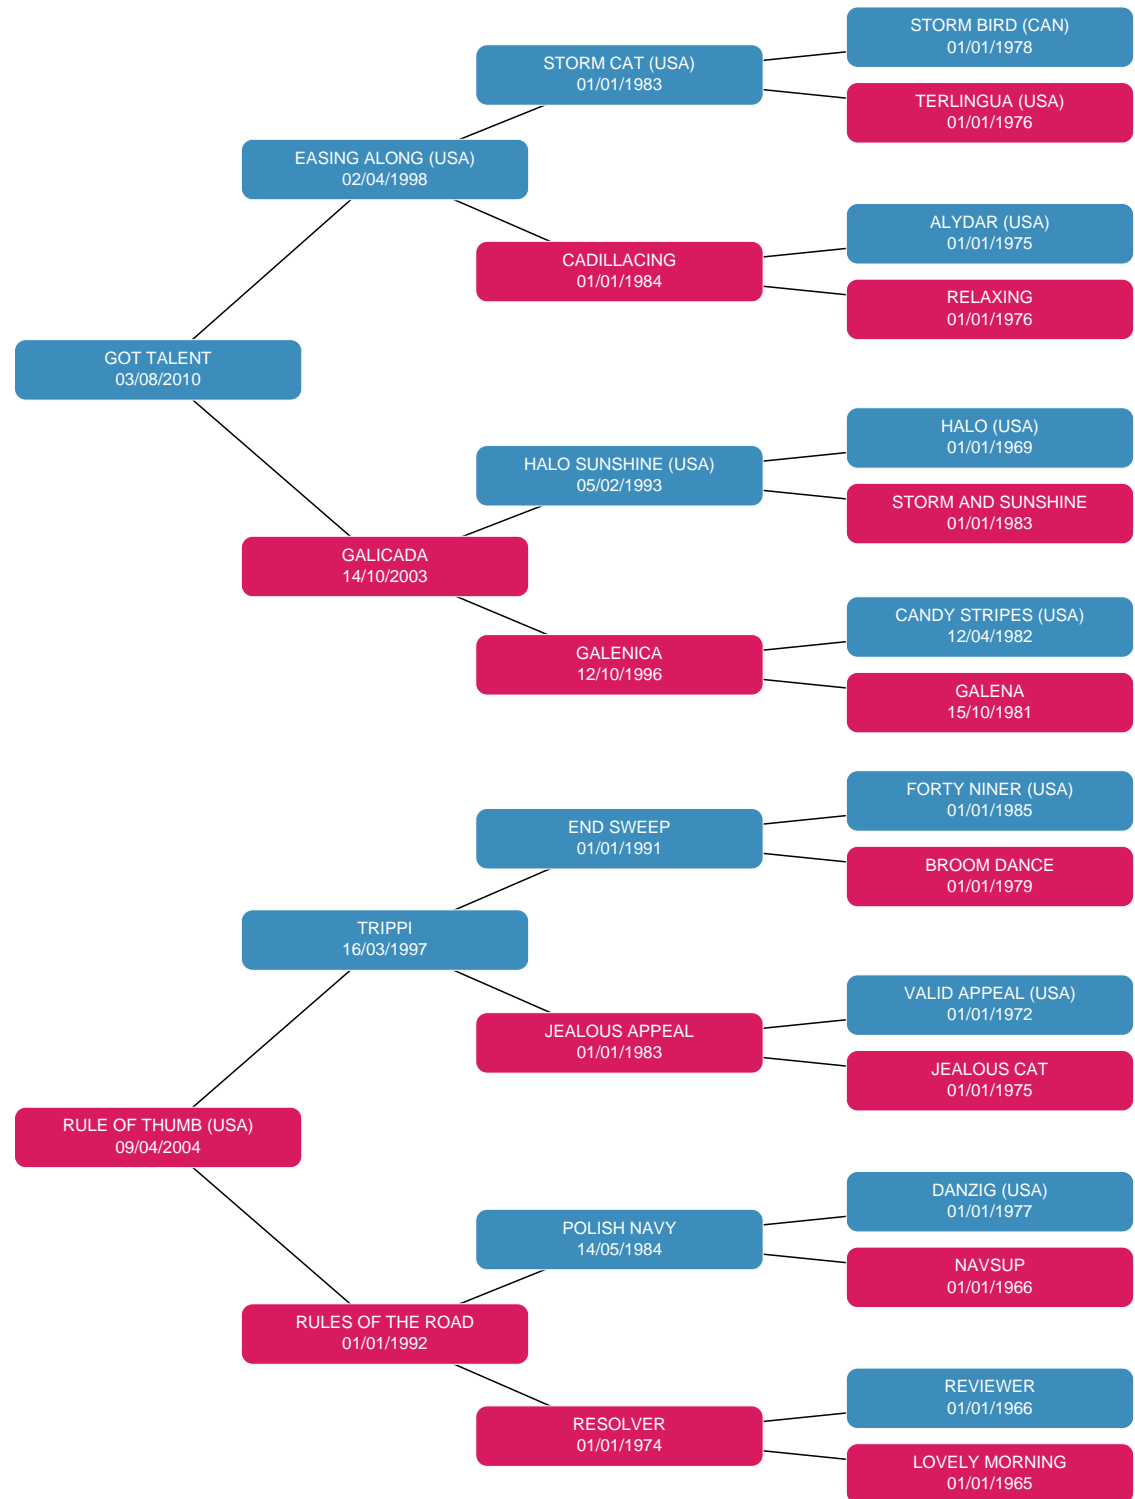 STORM BIRD (CAN)
01/01/1978
STORM CAT (USA)
01/01/1983
TERLINGUA (USA)
01/01/1976
EASING ALONG (USA)
02/04/1998
ALYDAR (USA)
01/01/1975
CADILLACING
01/01/1984
RELAXING
01/01/1976
GOT TALENT
03/08/2010
HALO (USA)
01/01/1969
HALO SUNSHINE (USA)
05/02/1993
STORM AND SUNSHINE
01/01/1983
GALICADA
14/10/2003
CANDY STRIPES (USA)
12/04/1982
GALENICA
12/10/1996
GALENA
15/10/1981
FORTY NINER (USA)
01/01/1985
END SWEEP
01/01/1991
BROOM DANCE
01/01/1979
TRIPPI
16/03/1997
VALID APPEAL (USA)
01/01/1972
JEALOUS APPEAL
01/01/1983
JEALOUS CAT
01/01/1975
RULE OF THUMB (USA)
09/04/2004
DANZIG (USA)
01/01/1977
POLISH NAVY
14/05/1984
NAVSUP
01/01/1966
RULES OF THE ROAD
01/01/1992
REVIEWER
01/01/1966
RESOLVER
01/01/1974
LOVELY MORNING
01/01/1965